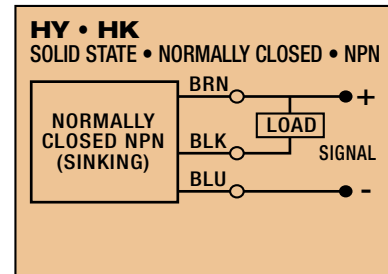 HY • HK
SOLID STATE • NORMALLY CLOSED • NPN
BRN
+
NORMALLY
CLOSED NPN
(SINKING)
LOAD
BLK
SIGNAL
BLU
-